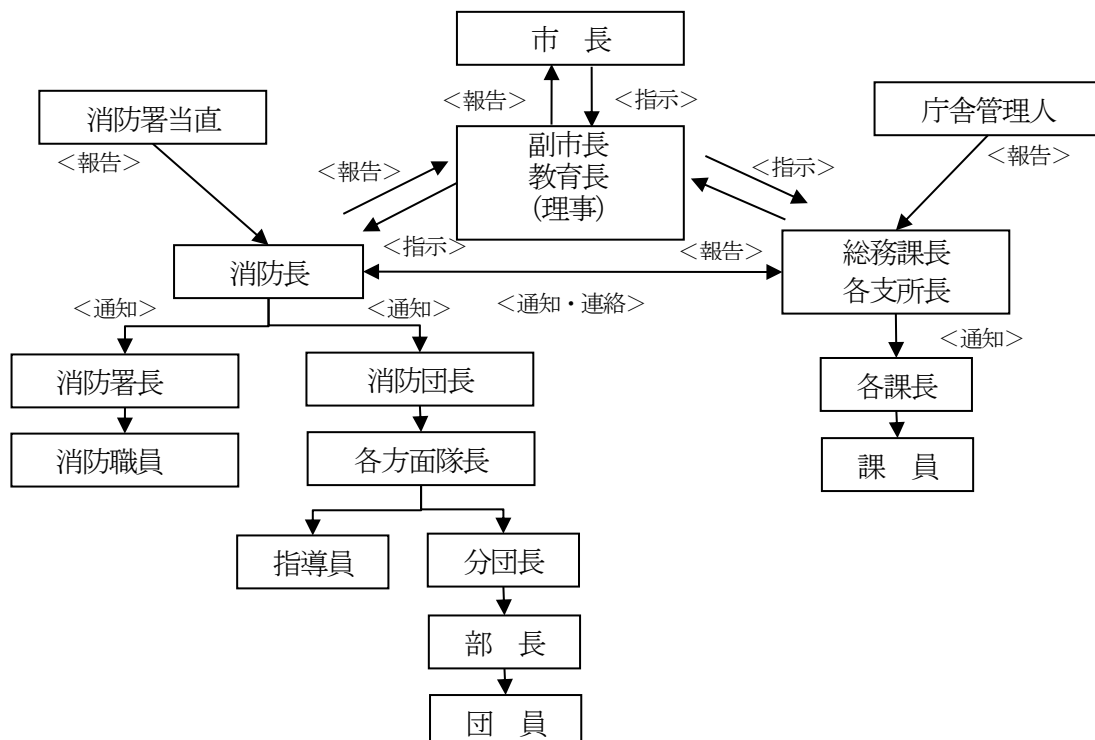 市　長
＜報告＞
＜指示＞
消防署当直
庁舎管理人
＜報告＞
副市長
教育長
(理事)
＜報告＞
＜報告＞
＜指示＞
＜指示＞
＜報告＞
消防長
総務課長
各支所長
＜通知・連絡＞
＜通知＞
＜通知＞
＜通知＞
消防署長
消防団長
各課長
消防職員
各方面隊長
課　員
指導員
分団長
部　長
団　員